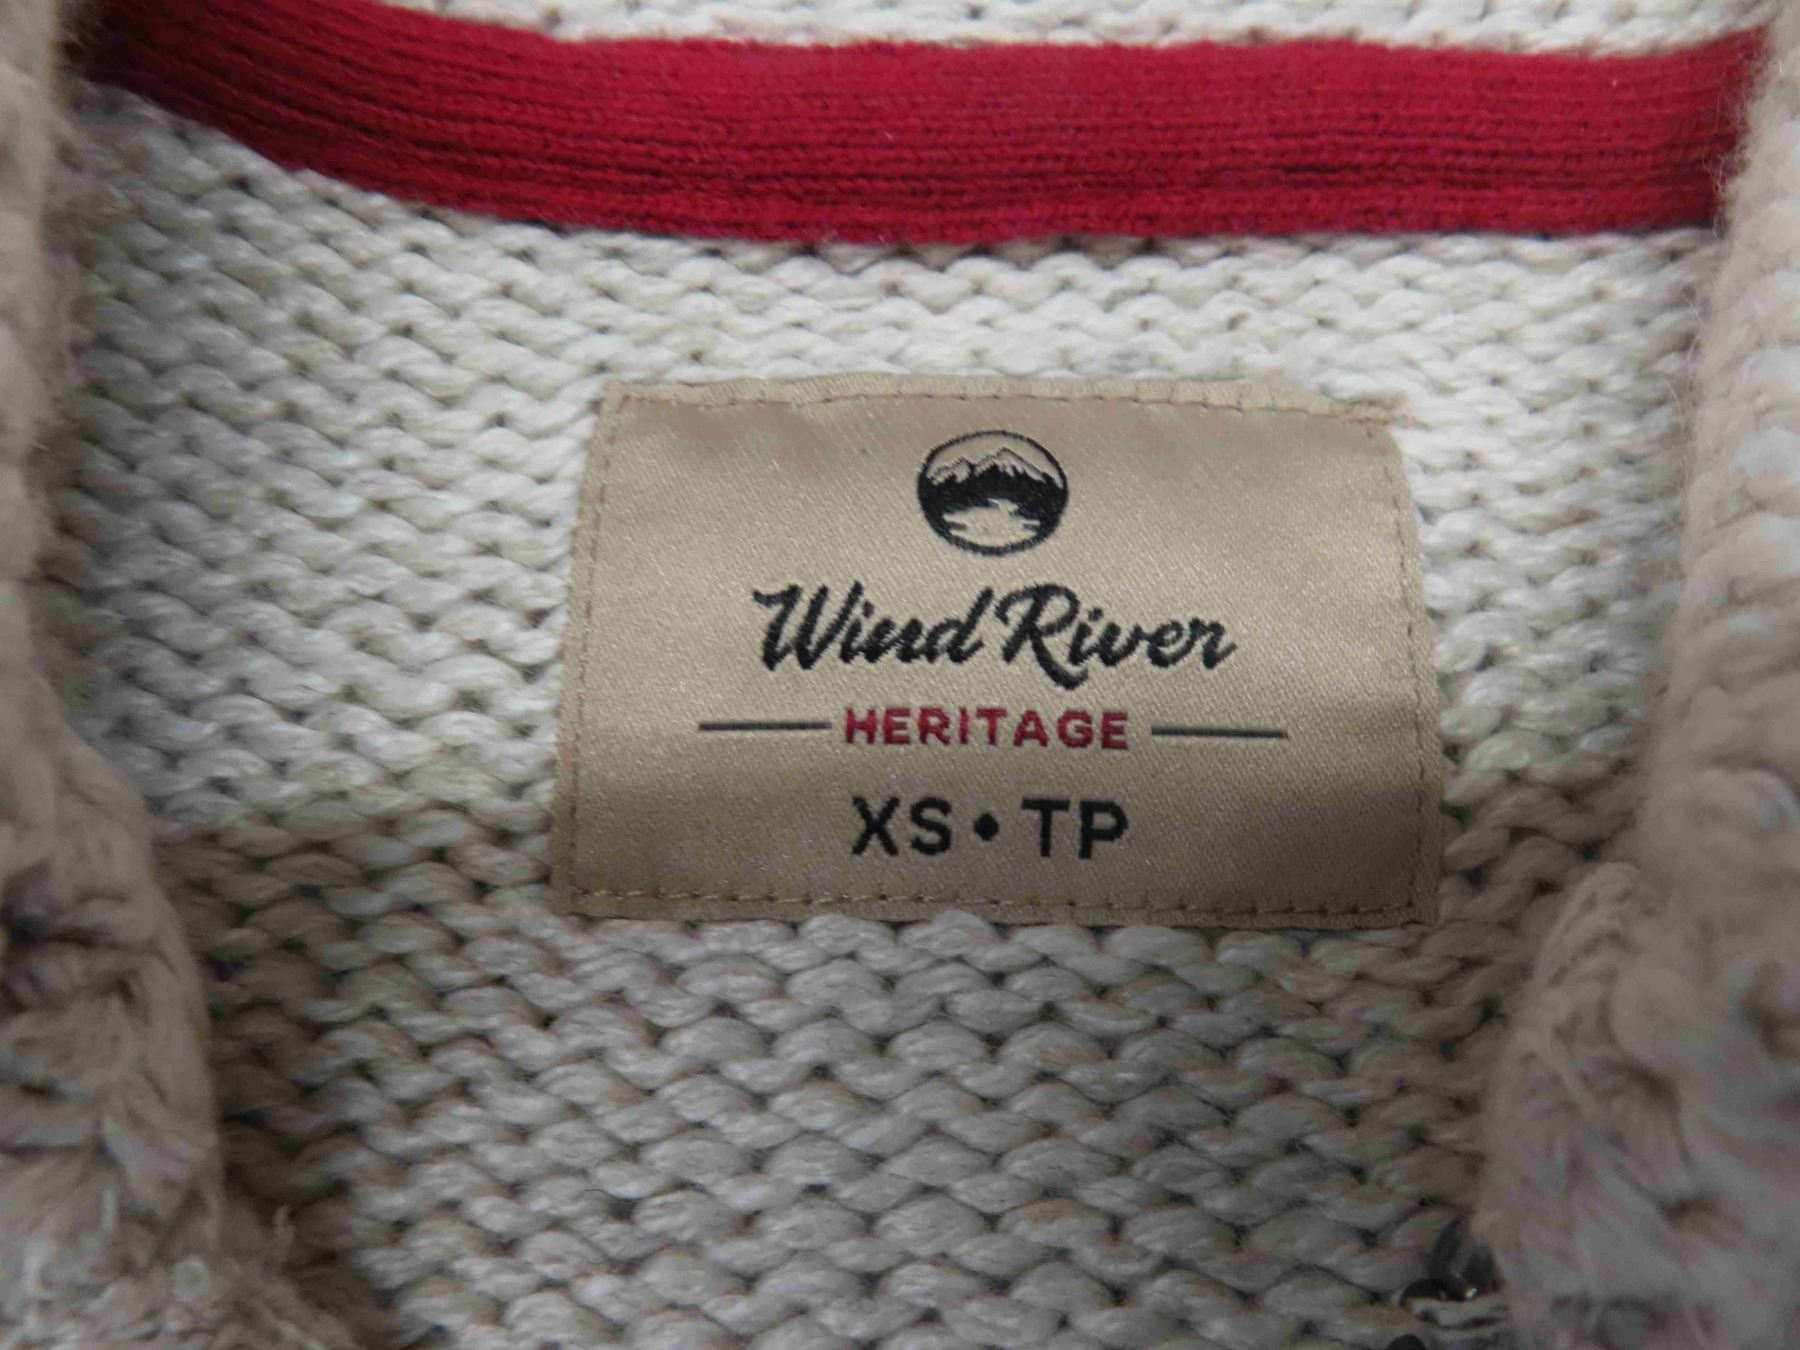 Wind River
HERITAGE
XS • TP